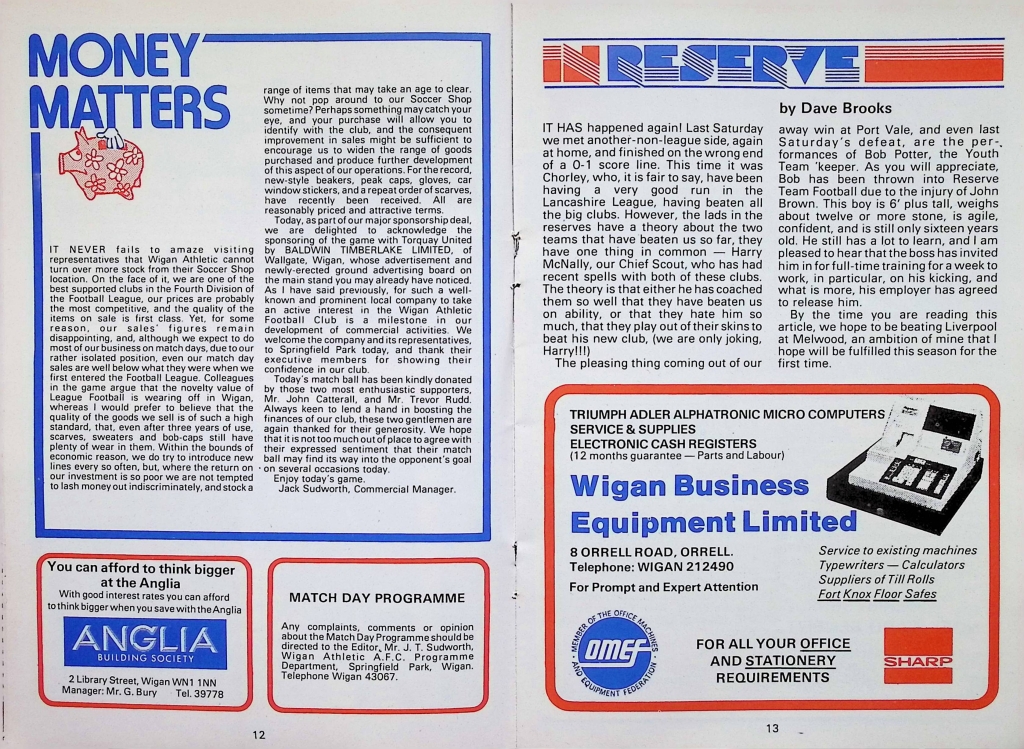 MONEY
MATTERS
IT NEVER fails to amaze visiting
representatives that Wigan Athletic cannot
turn over more stock from their Soccer Shop
location. On the face of it, we are one of the
best supported clubs in the Fourth Division of
the Football League, our prices are probably
the most competitive, and the quality of the
items on sale is first class. Yet, for some
reason, our sales' figures remain
disappointing, and, although we expect to do
most of our business on match days, due to our
rather isolated position, even our match day
sales are well below what they were when we
first entered the Football League. Colleagues
in the game argue that the novelty value of
League Football is wearing off in Wigan,
whereas I would prefer to believe that the
quality of the goods we sell is of such a high
standard, that, even after three years of use,
scarves, sweaters and bob-caps still have
plenty of wear in them. Within the bounds of
economic reason, we do try to introduce new
lines every so often, but, where the return on
our investment is so poor we are not tempted
to lash money out indiscriminately, and stock a
range of items that may take an age to clear.
Why not pop around to our Soccer Shop
sometime? Perhaps something may catch your
eye, and your purchase will allow you to
identify with the club, and the consequent
improvement in sales might be sufficient to
encourage us to widen the range of goods
purchased and produce further development
of this aspect of our operations. For the record,
new-style beakers, peak caps, gloves, car
window stickers, and a repeat order of scarves,
have recently been received. All are
reasonably priced and attractive terms.
Today, as part of our major sponsorship deal,
we are delighted to acknowledge the
sponsoring of the game with Torquay United
by BALDWIN TIMBERLAKE LIMITED, of
Wallgate, Wigan, whose advertisement and
newly-erected ground advertising board on
the main stand you may already have noticed.
As I have said previously, for such a well-
known and prominent local company to take
an active interest in the Wigan Athletic
Football Club is a milestone in our
development of commercial activities. We
welcome the company and its representatives,
to Springfield Park today, and thank their
executive members for showing their
confidence in our club.
Today's match ball has been kindly donated
by those two most enthusiastic supporters,
Mr. John Catterall, and Mr. Trevor Rudd.
Always keen to lend a hand in boosting the
finances of our club, these two gentlemen are
again thanked for their generosity. We hope
that it is not too much out of place to agree with
their expressed sentiment that their match
ball may find its way into the opponent's goal
on several occasions today.
Enjoy today's game.
Jack Sudworth, Commercial Manager.
You can afford to think bigger
at the Anglia
With good interest rates you can afford
to think bigger when you save with the Anglia
ANGLIA
BUILDING SOCIETY
2 Library Street, Wigan WN1 1NN
Manager: Mr. G. Bury Tel. 39778
MATCH DAY PROGRAMME
Any complaints, comments or opinion
about the Match Day Programme should be
directed to the Editor, Mr. J. T. Sudworth,
Wigan Athletic A.F.C. Programme
Department, Springfield Park, Wigan.
Telephone Wigan 43067.
12
IN RESERVE
by Dave Brooks
IT HAS happened again! Last Saturday
we met another-non-league side, again
at home, and finished on the wrong end
of a 0-1 score line. This time it was
Chorley, who, it is fair to say, have been
having a very good run in the
Lancashire League, having beaten all
the big clubs. However, the lads in the
reserves have a theory about the two
teams that have beaten us so far, they
have one thing in common — Harry
McNally, our Chief Scout, who has had
recent spells with both of these clubs.
The theory is that either he has coached
them so well that they have beaten us
on ability, or that they hate him so
much, that they play out of their skins to
beat his new club, (we are only joking,
Harry!!!)
The pleasing thing coming out of our
away win at Port Vale, and even last
Saturday's defeat, are the per-
formances of Bob Potter, the Youth
Team 'keeper. As you will appreciate,
Bob has been thrown into Reserve
Team Football due to the injury of John
Brown. This boy is 6' plus tall, weighs
about twelve or more stone, is agile,
confident, and is still only sixteen years
old. He still has a lot to learn, and I am
pleased to hear that the boss has invited
him in for full-time training for a week to
work, in particular, on his kicking, and
what is more, his employer has agreed
to release him.
By the time you are reading this
article, we hope to be beating Liverpool
at Melwood, an ambition of mine that I
hope will be fulfilled this season for the
first time.
TRIUMPH ADLER ALPHATRONIC MICRO COMPUTERS
SERVICE & SUPPLIES
ELECTRONIC CASH REGISTERS
(12 months guarantee — Parts and Labour)
Wigan Business
Equipment Limited
8 ORRELL ROAD, ORRELL.
Telephone: WIGAN 212490
For Prompt and Expert Attention
Service to existing machines
Typewriters — Calculators
Suppliers of Till Rolls
Fort Knox Floor Safes
MEMBER OF THE OFFICE MACHINES
AND EQUIPMENT FEDERATION
OMEF
FOR ALL YOUR OFFICE
AND STATIONERY
REQUIREMENTS
SHARP
13